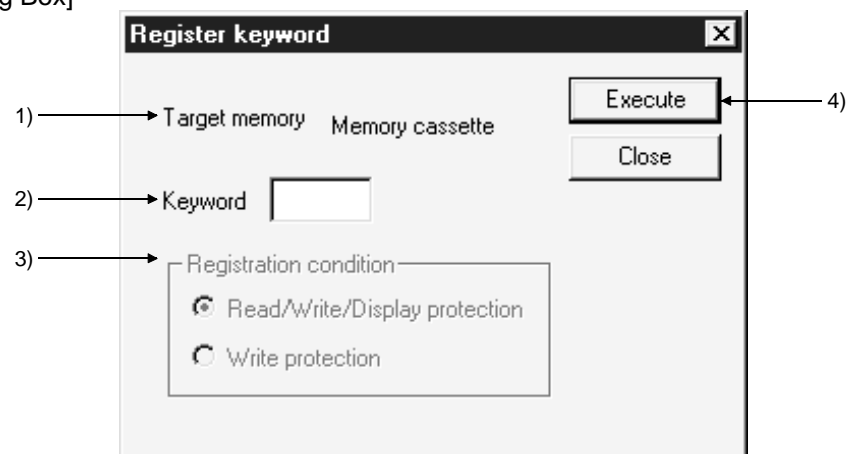 g Box]
Register keyword
1) Target memory Memory cassette Execute 4)
Close
2) Keyword
3) Registration condition
Read/Write/Display protection
Write protection